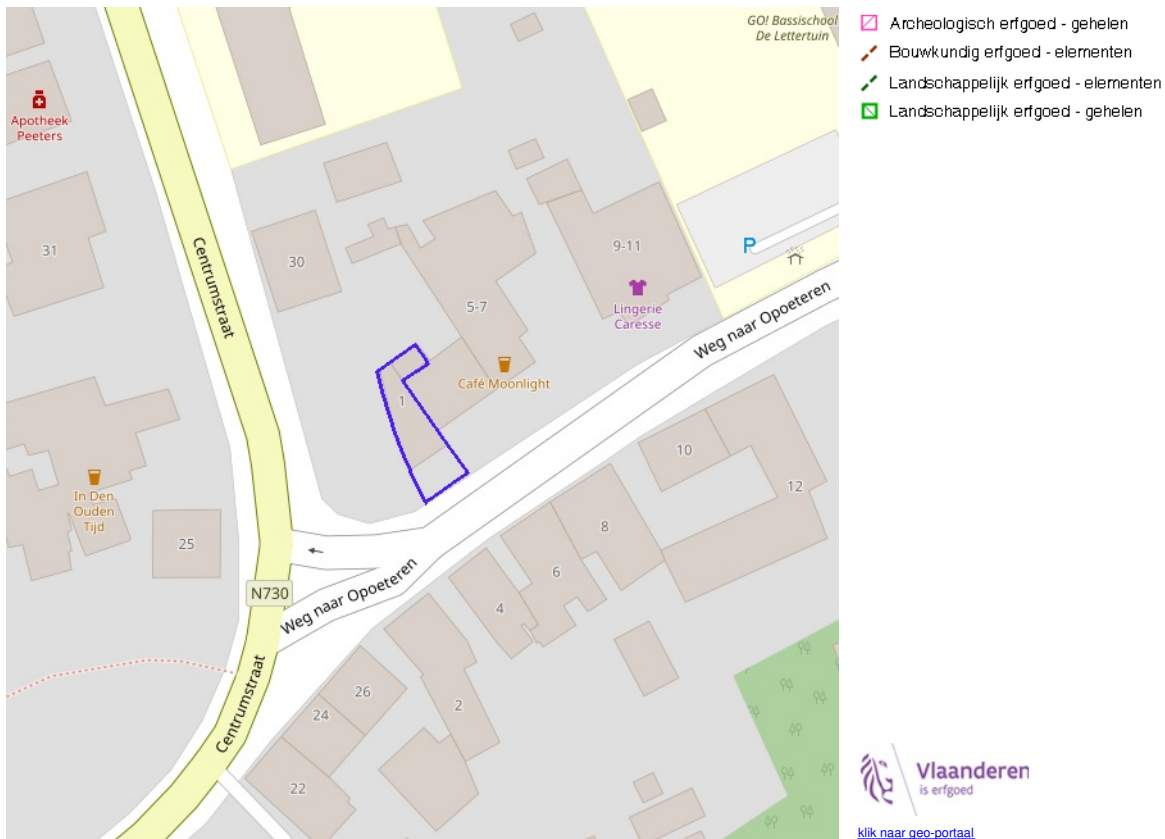 GO! Bassischool
De Lettertuin
Apotheek
Peeters
31
Centrumstraat
30
9-11
P
Lingerie
Caresse
5-7
Weg naar Opoeteren
Café Moonlight
1
10
12
In Den
Ouden
Tijd
25
8
6
N730
Weg naar Opoeteren
4
Centrumstraat
26
24
2
22
Archeologisch erfgoed - gehelen
Bouwkundig erfgoed - elementen
Landschappelijk erfgoed - elementen
Landschappelijk erfgoed - gehelen
Vlaanderen
is erfgoed
klik naar geo-portaal